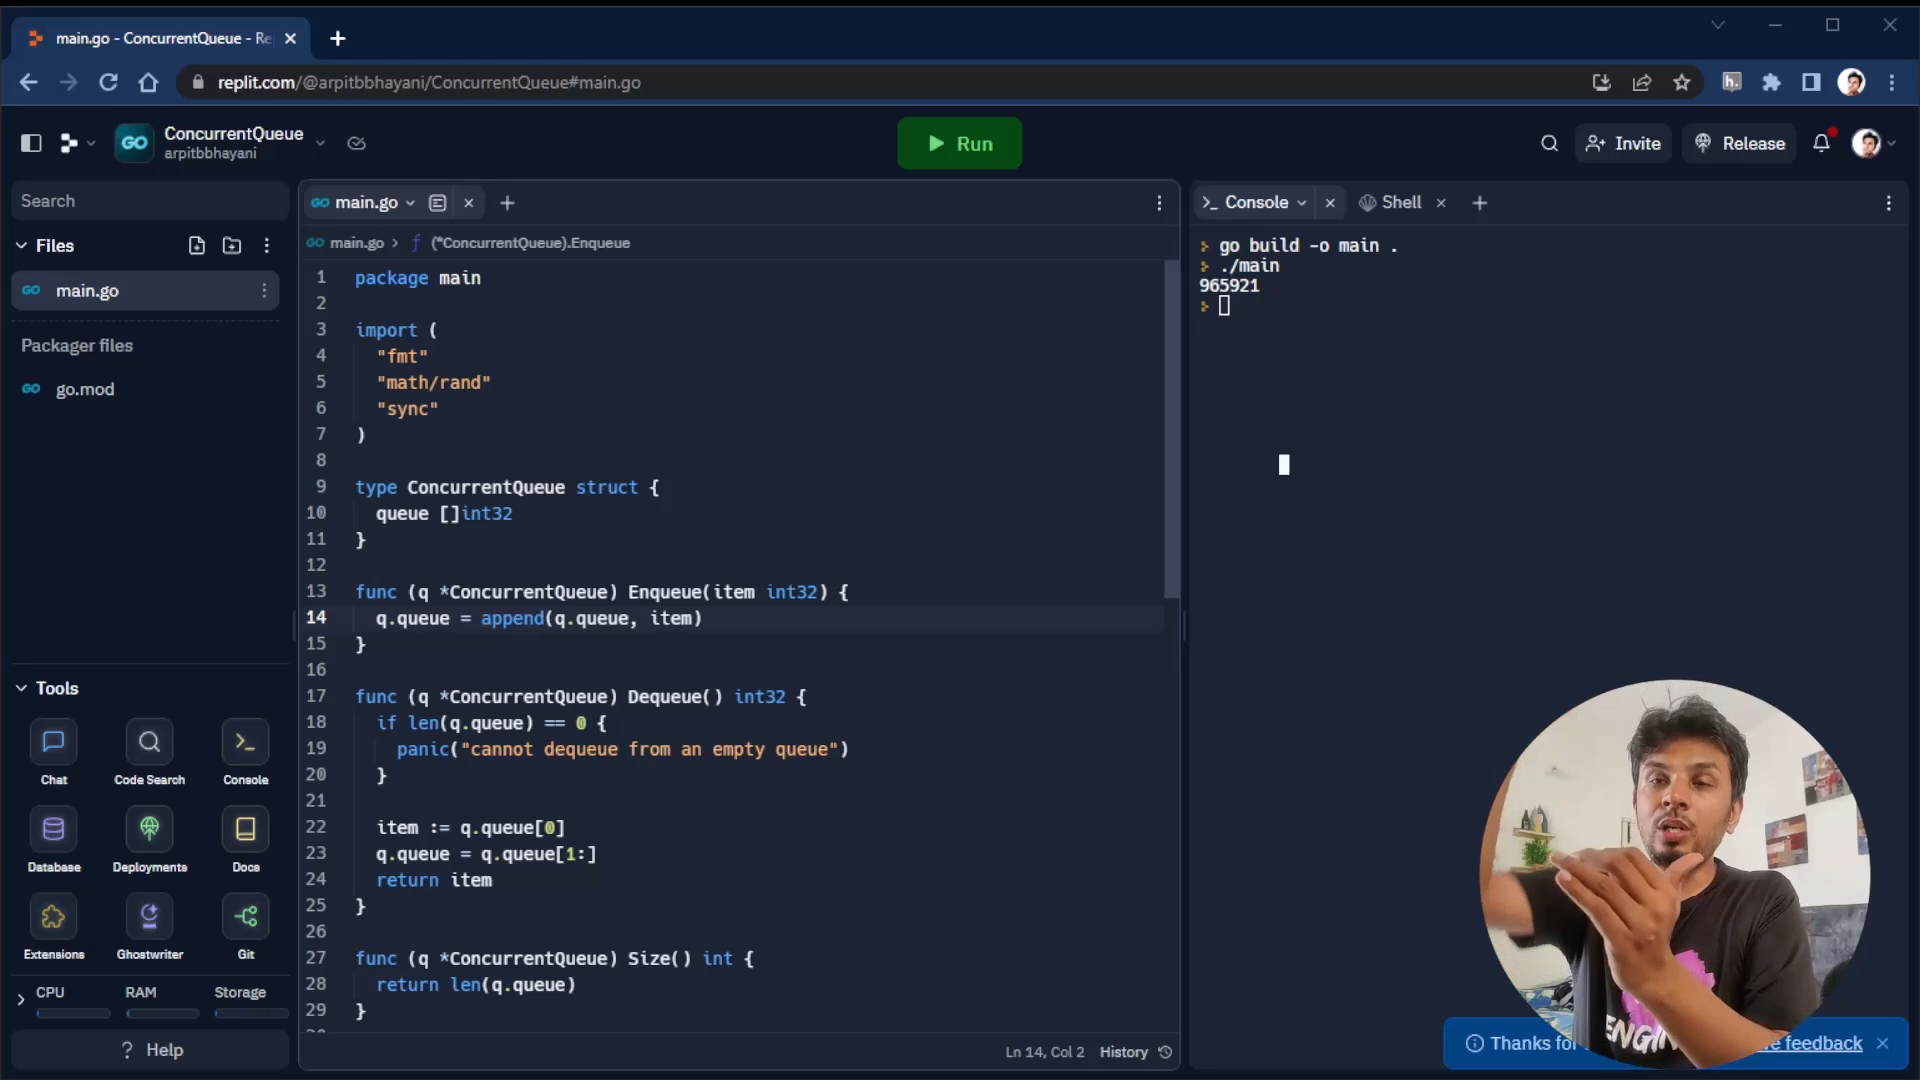 main.go - ConcurrentQueue - Re
replit.com/@arpitbbhayani/ConcurrentQueue#main.go
GO
ConcurrentQueue
arpitbbhayani
Run
Invite
Release
Search
Files
GO main.go
Packager files
GO go.mod
Tools
Chat
Code Search
Console
Database
Deployments
Docs
Extensions
Ghostwriter
Git
CPU
RAM
Storage
? Help
GO main.go
GO main.go > f (*ConcurrentQueue).Enqueue
1 package main
2
3 import (
4 "fmt"
5 "math/rand"
6 "sync"
7 )
8
9 type ConcurrentQueue struct {
10 queue []int32
11 }
12
13 func (q *ConcurrentQueue) Enqueue(item int32) {
14 q.queue = append(q.queue, item)
15 }
16
17 func (q *ConcurrentQueue) Dequeue() int32 {
18 if len(q.queue) == 0 {
19 panic("cannot dequeue from an empty queue")
20 }
21
22 item := q.queue[0]
23 q.queue = q.queue[1:]
24 return item
25 }
26
27 func (q *ConcurrentQueue) Size() int {
28 return len(q.queue)
29 }
Ln 14, Col 2 History
>_ Console
Shell
go build -o main .
./main
965921
Thanks for
feedback